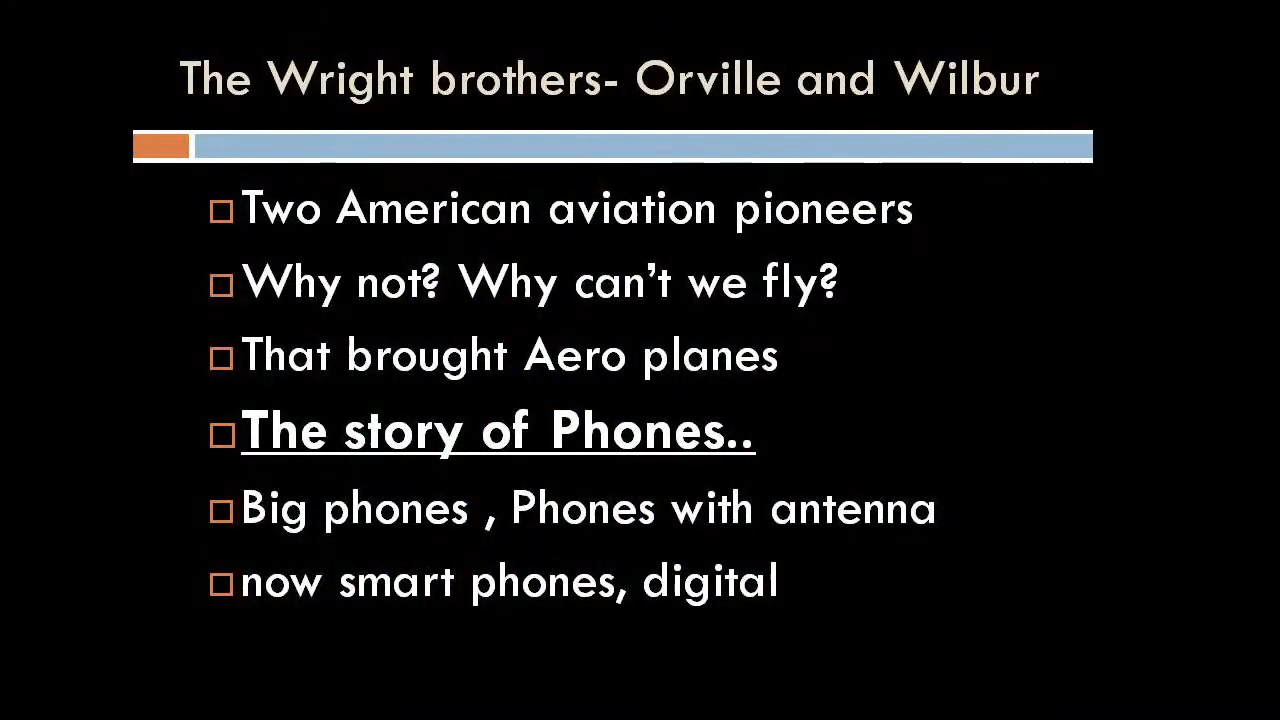 The Wright brothers- Orville and Wilbur
Two American aviation pioneers
Why not? Why can’t we fly?
That brought Aero planes
The story of Phones..
Big phones , Phones with antenna
now smart phones, digital